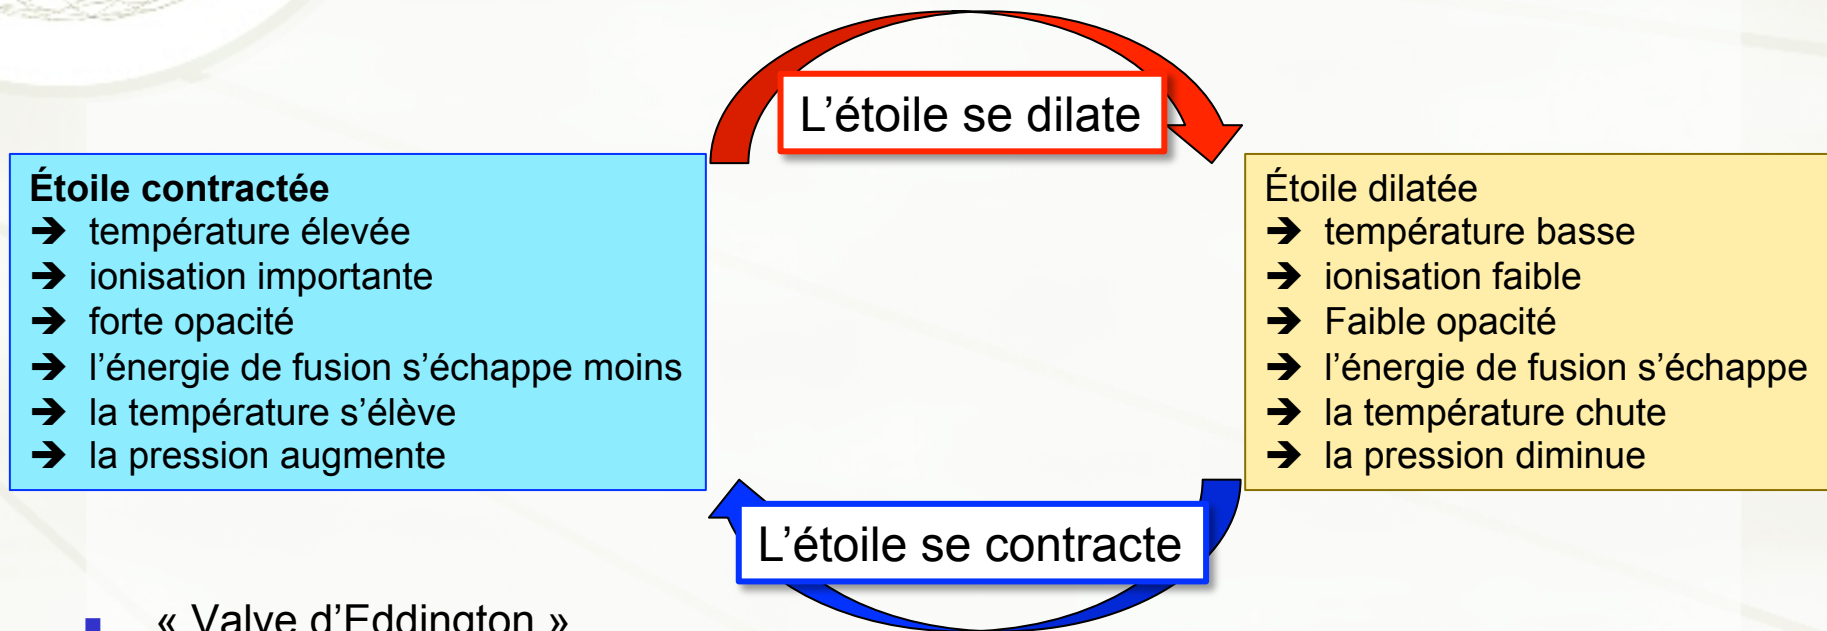 L’étoile se dilate
Étoile contractée
➔ température élevée
➔ ionisation importante
➔ forte opacité
➔ l’énergie de fusion s’échappe moins
➔ la température s’élève
➔ la pression augmente
Étoile dilatée
➔ température basse
➔ ionisation faible
➔ Faible opacité
➔ l’énergie de fusion s’échappe
➔ la température chute
➔ la pression diminue
L’étoile se contracte
▪ « Valve d’Eddington »